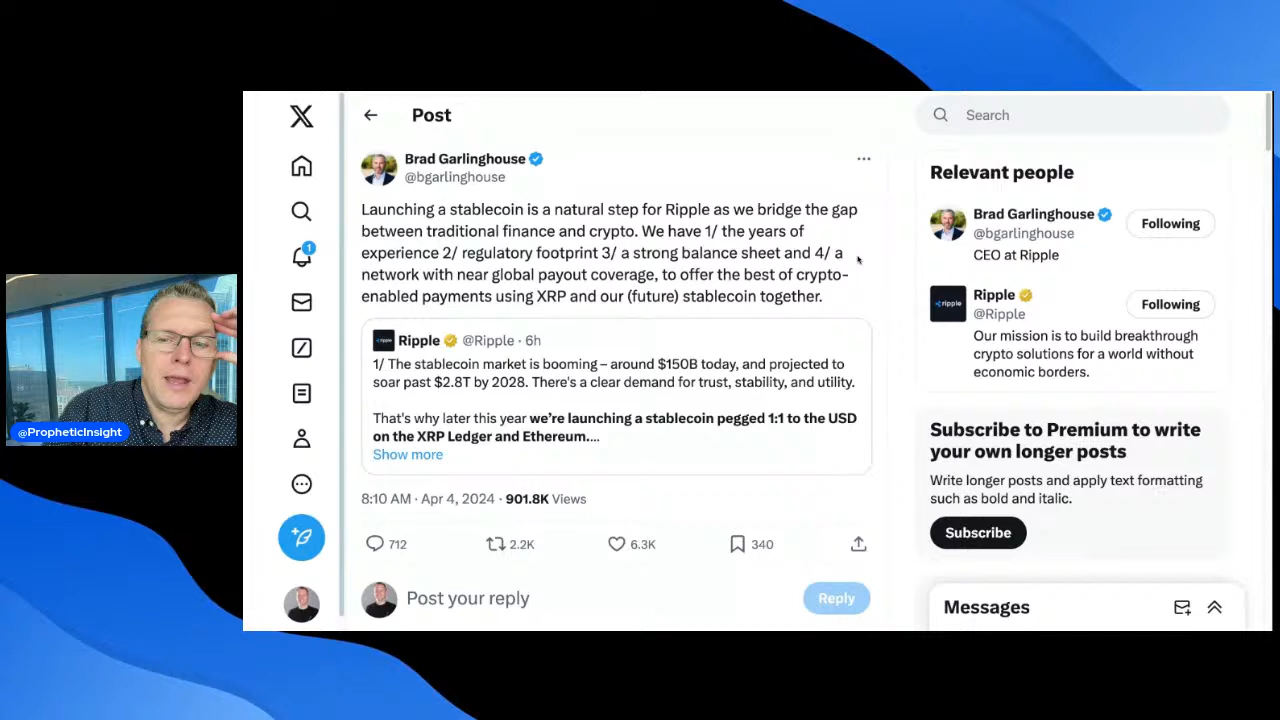 Post
Search
Brad Garlinghouse
@bgarlinghouse
Launching a stablecoin is a natural step for Ripple as we bridge the gap
between traditional finance and crypto. We have 1/ the years of
experience 2/ regulatory footprint 3/ a strong balance sheet and 4/ a
network with near global payout coverage, to offer the best of crypto-
enabled payments using XRP and our (future) stablecoin together.
Ripple @Ripple · 6h
1/ The stablecoin market is booming – around $150B today, and projected to
soar past $2.8T by 2028. There's a clear demand for trust, stability, and utility.
That's why later this year we're launching a stablecoin pegged 1:1 to the USD
on the XRP Ledger and Ethereum....
Show more
8:10 AM · Apr 4, 2024 · 901.8K Views
712
2.2K
6.3K
340
Post your reply
Reply
Relevant people
Brad Garlinghouse
@bgarlinghouse
Following
CEO at Ripple
ripple
Ripple
@Ripple
Following
Our mission is to build breakthrough
crypto solutions for a world without
economic borders.
Subscribe to Premium to write
your own longer posts
Write longer posts and apply text formatting
such as bold and italic.
Subscribe
Messages
1
@PropheticInsight